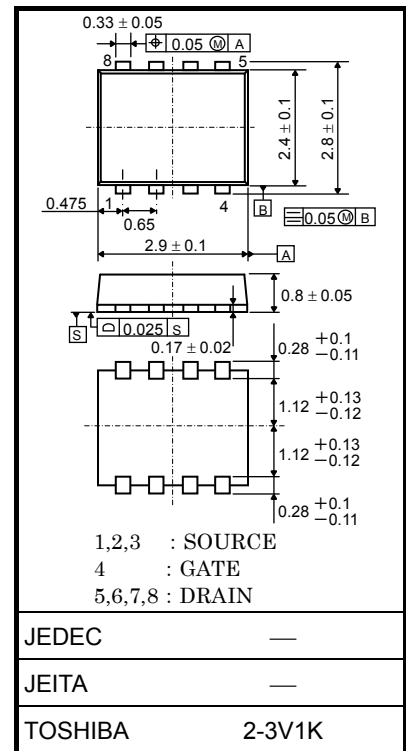 0.33 ± 0.05
⌖ 0.05 Ⓜ A
8 5
2.4 ± 0.1
2.8 ± 0.1
0.475 1 4
0.65
B
⌯ 0.05 Ⓜ B
2.9 ± 0.1
A
0.8 ± 0.05
S
⌓ 0.025 S
0.17 ± 0.02
0.28 +0.1 −0.11
1.12 +0.13 −0.12
1.12 +0.13 −0.12
0.28 +0.1 −0.11
1,2,3 : SOURCE
4 : GATE
5,6,7,8 : DRAIN
JEDEC —
JEITA —
TOSHIBA 2-3V1K